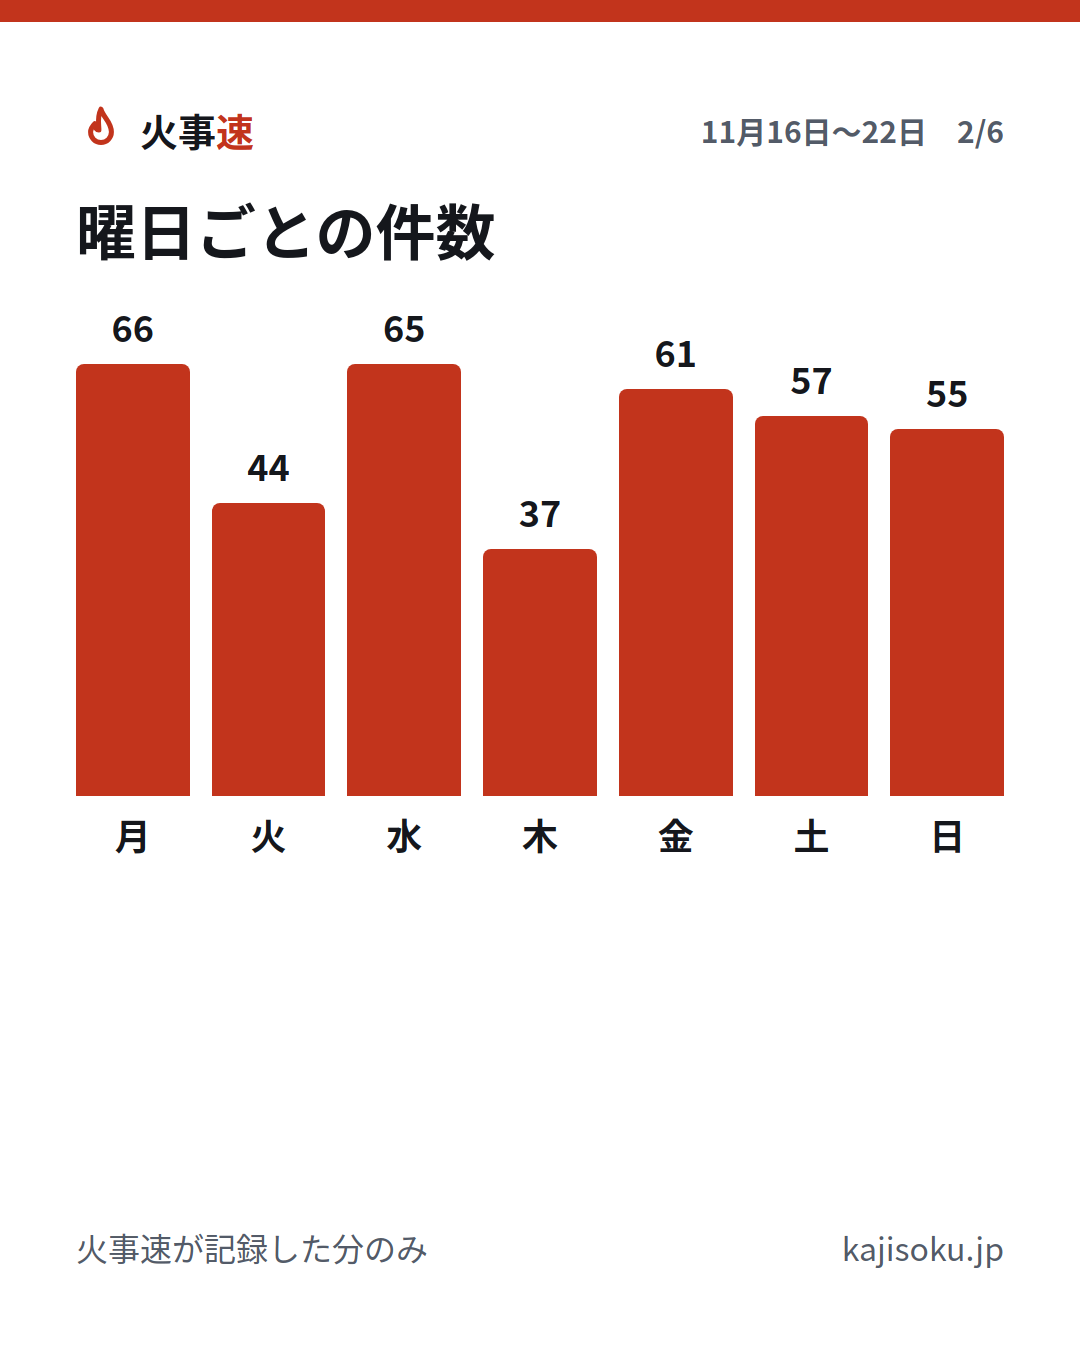 火事速
11月16日〜22日 2/6
曜日ごとの件数
66 44 65 37 61 57 55
月 火 水 木 金 土 日
火事速が記録した分のみ kajisoku.jp